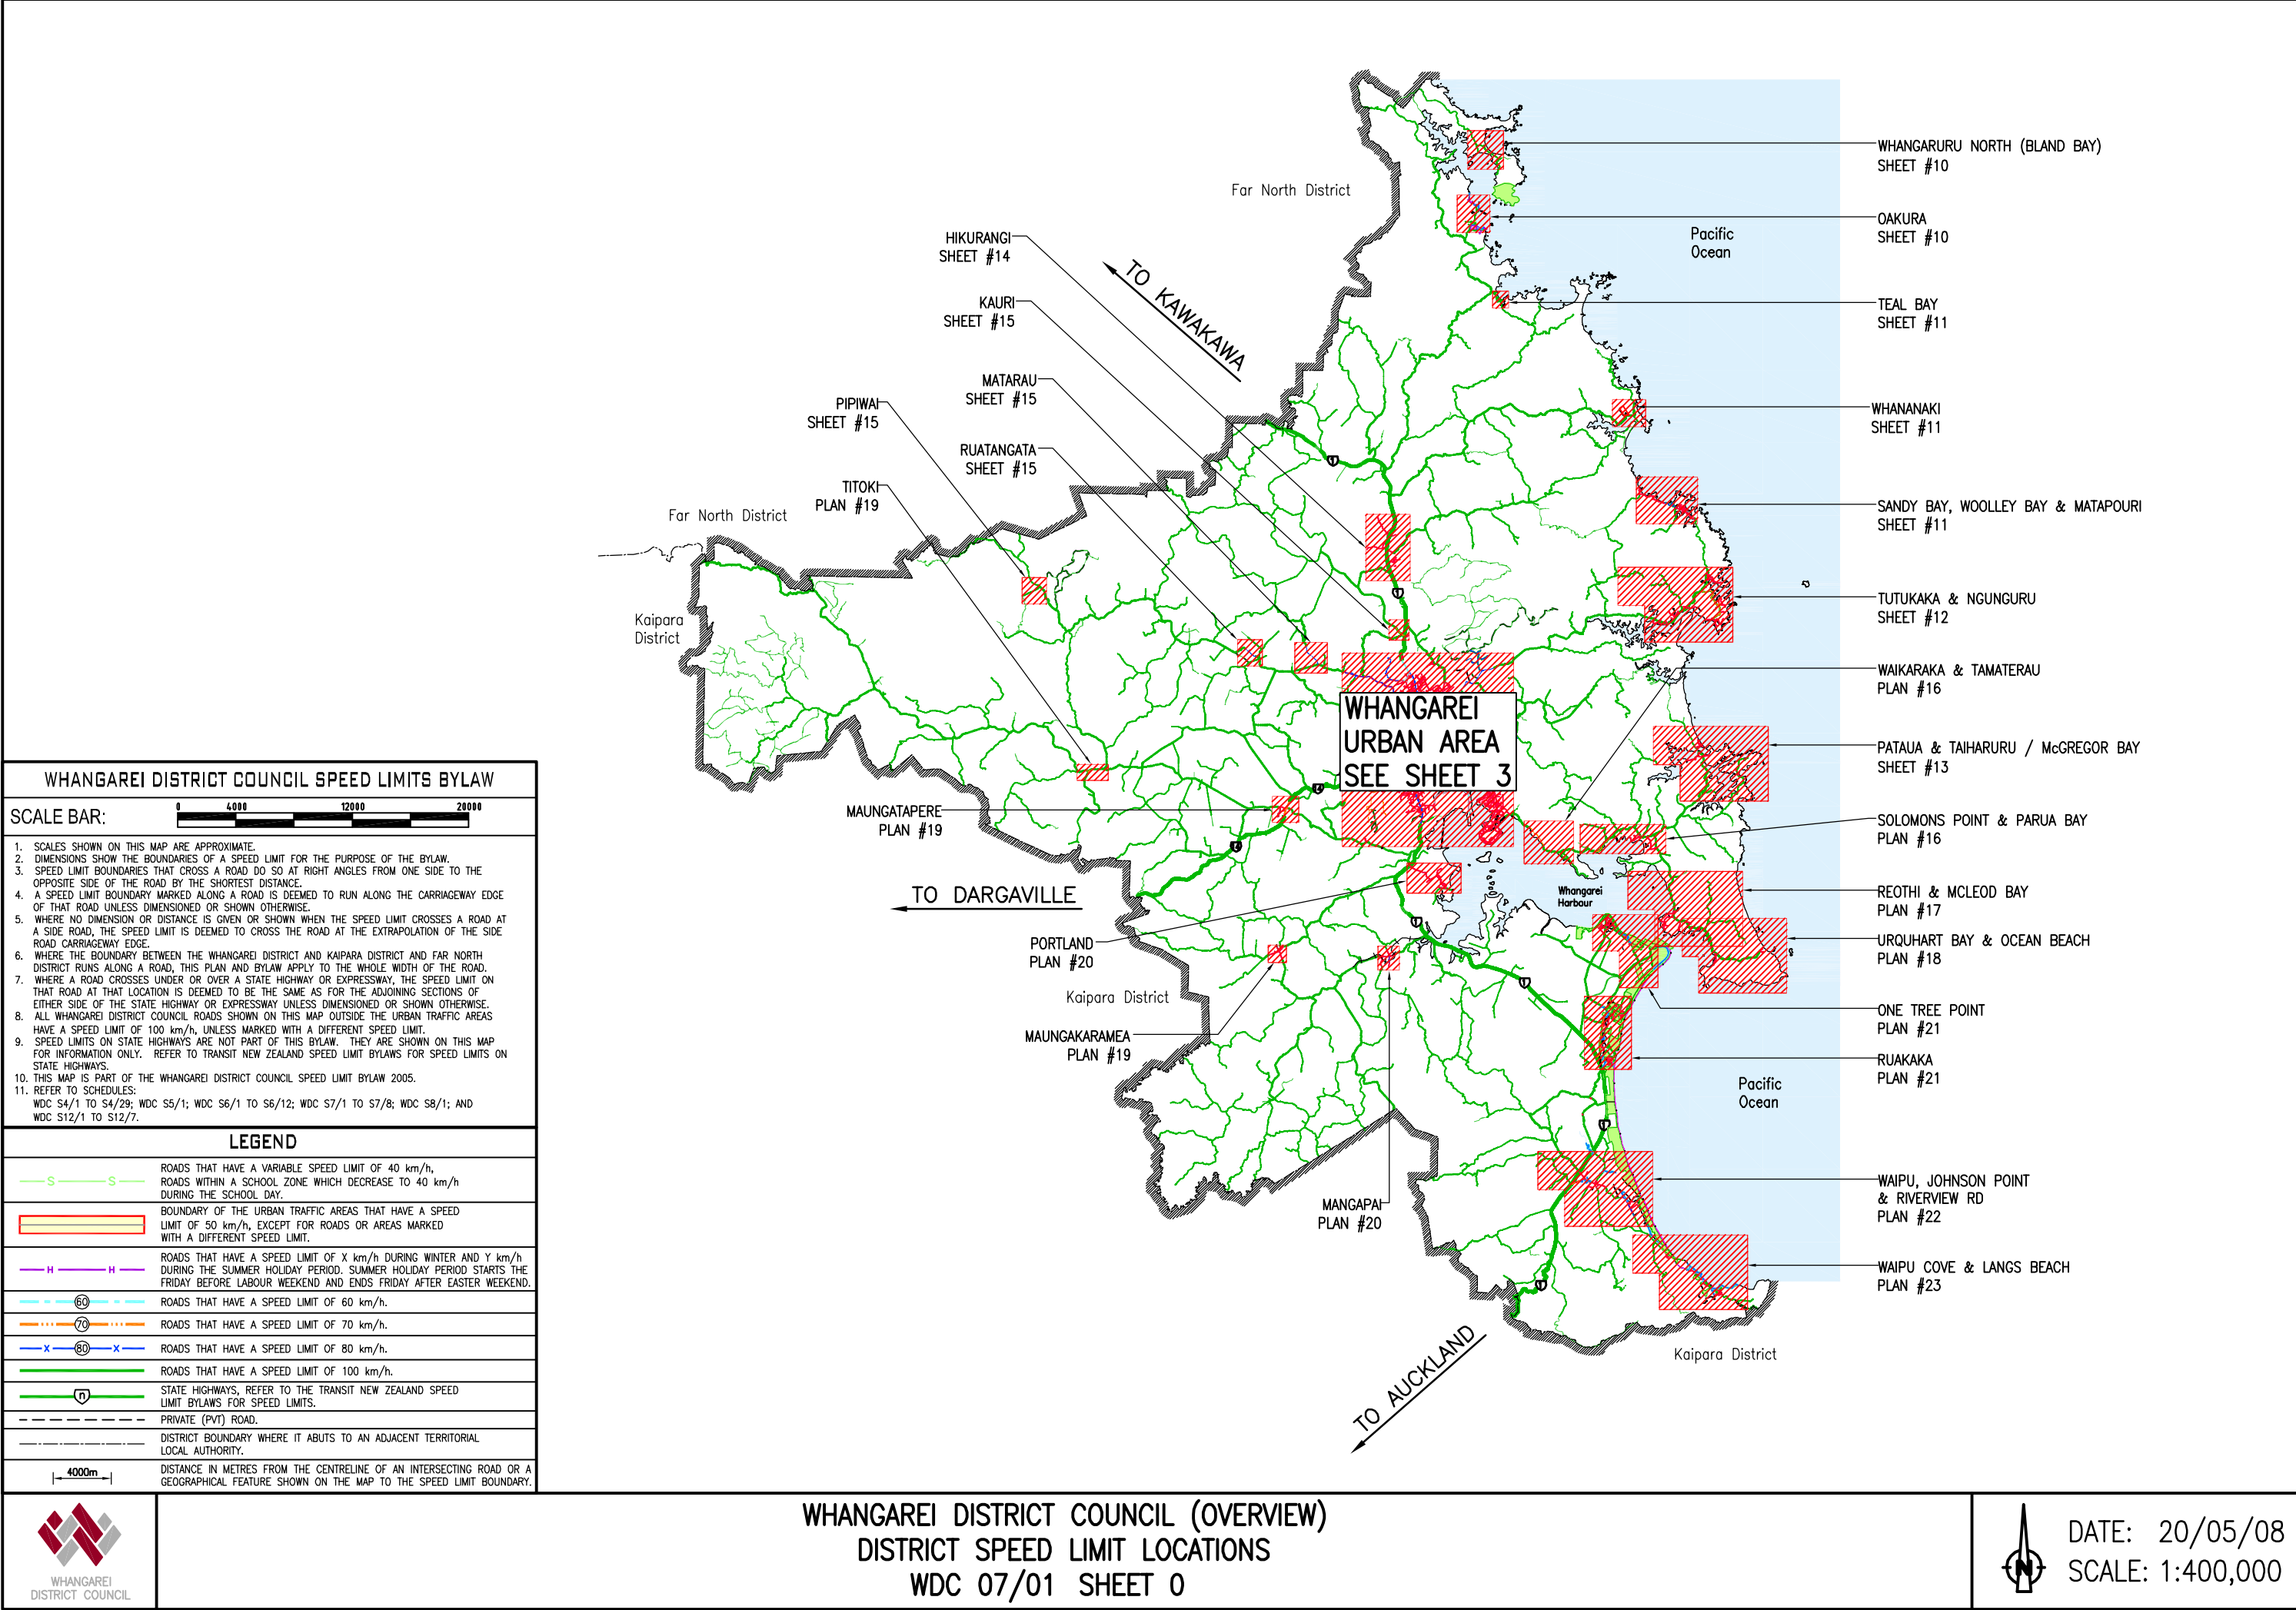 WHANGARURU NORTH (BLAND BAY)
SHEET #10
Far North District
OAKURA
SHEET #10
Pacific
Ocean
HIKURANGI
SHEET #14
TO KAWAKAWA
KAURI
SHEET #15
TEAL BAY
SHEET #11
MATARAU
SHEET #15
PIPIWAI
SHEET #15
WHANANAKI
SHEET #11
RUATANGATA
SHEET #15
1
TITOKI
PLAN #19
Far North District
SANDY BAY, WOOLLEY BAY & MATAPOURI
SHEET #11
1
TUTUKAKA & NGUNGURU
SHEET #12
Kaipara
District
WAIKARAKA & TAMATERAU
PLAN #16
WHANGAREI
URBAN AREA
SEE SHEET 3
PATAUA & TAIHARURU / McGREGOR BAY
SHEET #13
14
MAUNGATAPERE
PLAN #19
SOLOMONS POINT & PARUA BAY
PLAN #16
14
TO DARGAVILLE
Whangarei
Harbour
REOTHI & MCLEOD BAY
PLAN #17
1
PORTLAND
PLAN #20
URQUHART BAY & OCEAN BEACH
PLAN #18
1
Kaipara District
ONE TREE POINT
PLAN #21
MAUNGAKARAMEA
PLAN #19
RUAKAKA
PLAN #21
Pacific
Ocean
1
MANGAPAI
PLAN #20
WAIPU, JOHNSON POINT
& RIVERVIEW RD
PLAN #22
WAIPU COVE & LANGS BEACH
PLAN #23
1
TO AUCKLAND
Kaipara District
WHANGAREI DISTRICT COUNCIL SPEED LIMITS BYLAW
SCALE BAR:
0 4000 12000 20000
1. SCALES SHOWN ON THIS MAP ARE APPROXIMATE.
2. DIMENSIONS SHOW THE BOUNDARIES OF A SPEED LIMIT FOR THE PURPOSE OF THE BYLAW.
3. SPEED LIMIT BOUNDARIES THAT CROSS A ROAD DO SO AT RIGHT ANGLES FROM ONE SIDE TO THE
OPPOSITE SIDE OF THE ROAD BY THE SHORTEST DISTANCE.
4. A SPEED LIMIT BOUNDARY MARKED ALONG A ROAD IS DEEMED TO RUN ALONG THE CARRIAGEWAY EDGE
OF THAT ROAD UNLESS DIMENSIONED OR SHOWN OTHERWISE.
5. WHERE NO DIMENSION OR DISTANCE IS GIVEN OR SHOWN WHEN THE SPEED LIMIT CROSSES A ROAD AT
A SIDE ROAD, THE SPEED LIMIT IS DEEMED TO CROSS THE ROAD AT THE EXTRAPOLATION OF THE SIDE
ROAD CARRIAGEWAY EDGE.
6. WHERE THE BOUNDARY BETWEEN THE WHANGAREI DISTRICT AND KAIPARA DISTRICT AND FAR NORTH
DISTRICT RUNS ALONG A ROAD, THIS PLAN AND BYLAW APPLY TO THE WHOLE WIDTH OF THE ROAD.
7. WHERE A ROAD CROSSES UNDER OR OVER A STATE HIGHWAY OR EXPRESSWAY, THE SPEED LIMIT ON
THAT ROAD AT THAT LOCATION IS DEEMED TO BE THE SAME AS FOR THE ADJOINING SECTIONS OF
EITHER SIDE OF THE STATE HIGHWAY OR EXPRESSWAY UNLESS DIMENSIONED OR SHOWN OTHERWISE.
8. ALL WHANGAREI DISTRICT COUNCIL ROADS SHOWN ON THIS MAP OUTSIDE THE URBAN TRAFFIC AREAS
HAVE A SPEED LIMIT OF 100 km/h, UNLESS MARKED WITH A DIFFERENT SPEED LIMIT.
9. SPEED LIMITS ON STATE HIGHWAYS ARE NOT PART OF THIS BYLAW. THEY ARE SHOWN ON THIS MAP
FOR INFORMATION ONLY. REFER TO TRANSIT NEW ZEALAND SPEED LIMIT BYLAWS FOR SPEED LIMITS ON
STATE HIGHWAYS.
10. THIS MAP IS PART OF THE WHANGAREI DISTRICT COUNCIL SPEED LIMIT BYLAW 2005.
11. REFER TO SCHEDULES:
WDC S4/1 TO S4/29; WDC S5/1; WDC S6/1 TO S6/12; WDC S7/1 TO S7/8; WDC S8/1; AND
WDC S12/1 TO S12/7.
LEGEND
S S ROADS THAT HAVE A VARIABLE SPEED LIMIT OF 40 km/h,
ROADS WITHIN A SCHOOL ZONE WHICH DECREASE TO 40 km/h
DURING THE SCHOOL DAY.
BOUNDARY OF THE URBAN TRAFFIC AREAS THAT HAVE A SPEED
LIMIT OF 50 km/h, EXCEPT FOR ROADS OR AREAS MARKED
WITH A DIFFERENT SPEED LIMIT.
ROADS THAT HAVE A SPEED LIMIT OF X km/h DURING WINTER AND Y km/h
H H DURING THE SUMMER HOLIDAY PERIOD. SUMMER HOLIDAY PERIOD STARTS THE
FRIDAY BEFORE LABOUR WEEKEND AND ENDS FRIDAY AFTER EASTER WEEKEND.
60 ROADS THAT HAVE A SPEED LIMIT OF 60 km/h.
70 ROADS THAT HAVE A SPEED LIMIT OF 70 km/h.
X 80 X ROADS THAT HAVE A SPEED LIMIT OF 80 km/h.
ROADS THAT HAVE A SPEED LIMIT OF 100 km/h.
n STATE HIGHWAYS, REFER TO THE TRANSIT NEW ZEALAND SPEED
LIMIT BYLAWS FOR SPEED LIMITS.
PRIVATE (PVT) ROAD.
DISTRICT BOUNDARY WHERE IT ABUTS TO AN ADJACENT TERRITORIAL
LOCAL AUTHORITY.
4000m DISTANCE IN METRES FROM THE CENTRELINE OF AN INTERSECTING ROAD OR A
GEOGRAPHICAL FEATURE SHOWN ON THE MAP TO THE SPEED LIMIT BOUNDARY.
WHANGAREI
DISTRICT COUNCIL
WHANGAREI DISTRICT COUNCIL (OVERVIEW)
DISTRICT SPEED LIMIT LOCATIONS
WDC 07/01 SHEET 0
N
DATE: 20/05/08
SCALE: 1:400,000